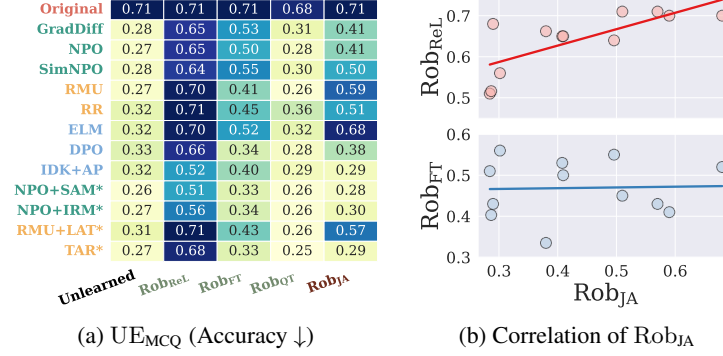 Original 0.71 0.71 0.71 0.68 0.71
GradDiff 0.28 0.65 0.53 0.31 0.41
NPO 0.27 0.65 0.50 0.28 0.41
SimNPO 0.28 0.64 0.55 0.30 0.50
RMU 0.27 0.70 0.41 0.26 0.59
RR 0.32 0.71 0.45 0.36 0.51
ELM 0.32 0.70 0.52 0.32 0.68
DPO 0.33 0.66 0.34 0.28 0.38
IDK+AP 0.32 0.52 0.40 0.29 0.29
NPO+SAM* 0.26 0.51 0.33 0.26 0.28
NPO+IRM* 0.27 0.56 0.34 0.26 0.30
RMU+LAT* 0.31 0.71 0.43 0.26 0.57
TAR* 0.27 0.68 0.33 0.25 0.29
Unlearned RobReL RobFT RobQT RobJA
(a) UEMCQ (Accuracy ↓)
RobReL
0.7
0.6
0.5
RobFT
0.6
0.5
0.4
0.3
0.3 0.4 0.5 0.6
RobJA
(b) Correlation of RobJA